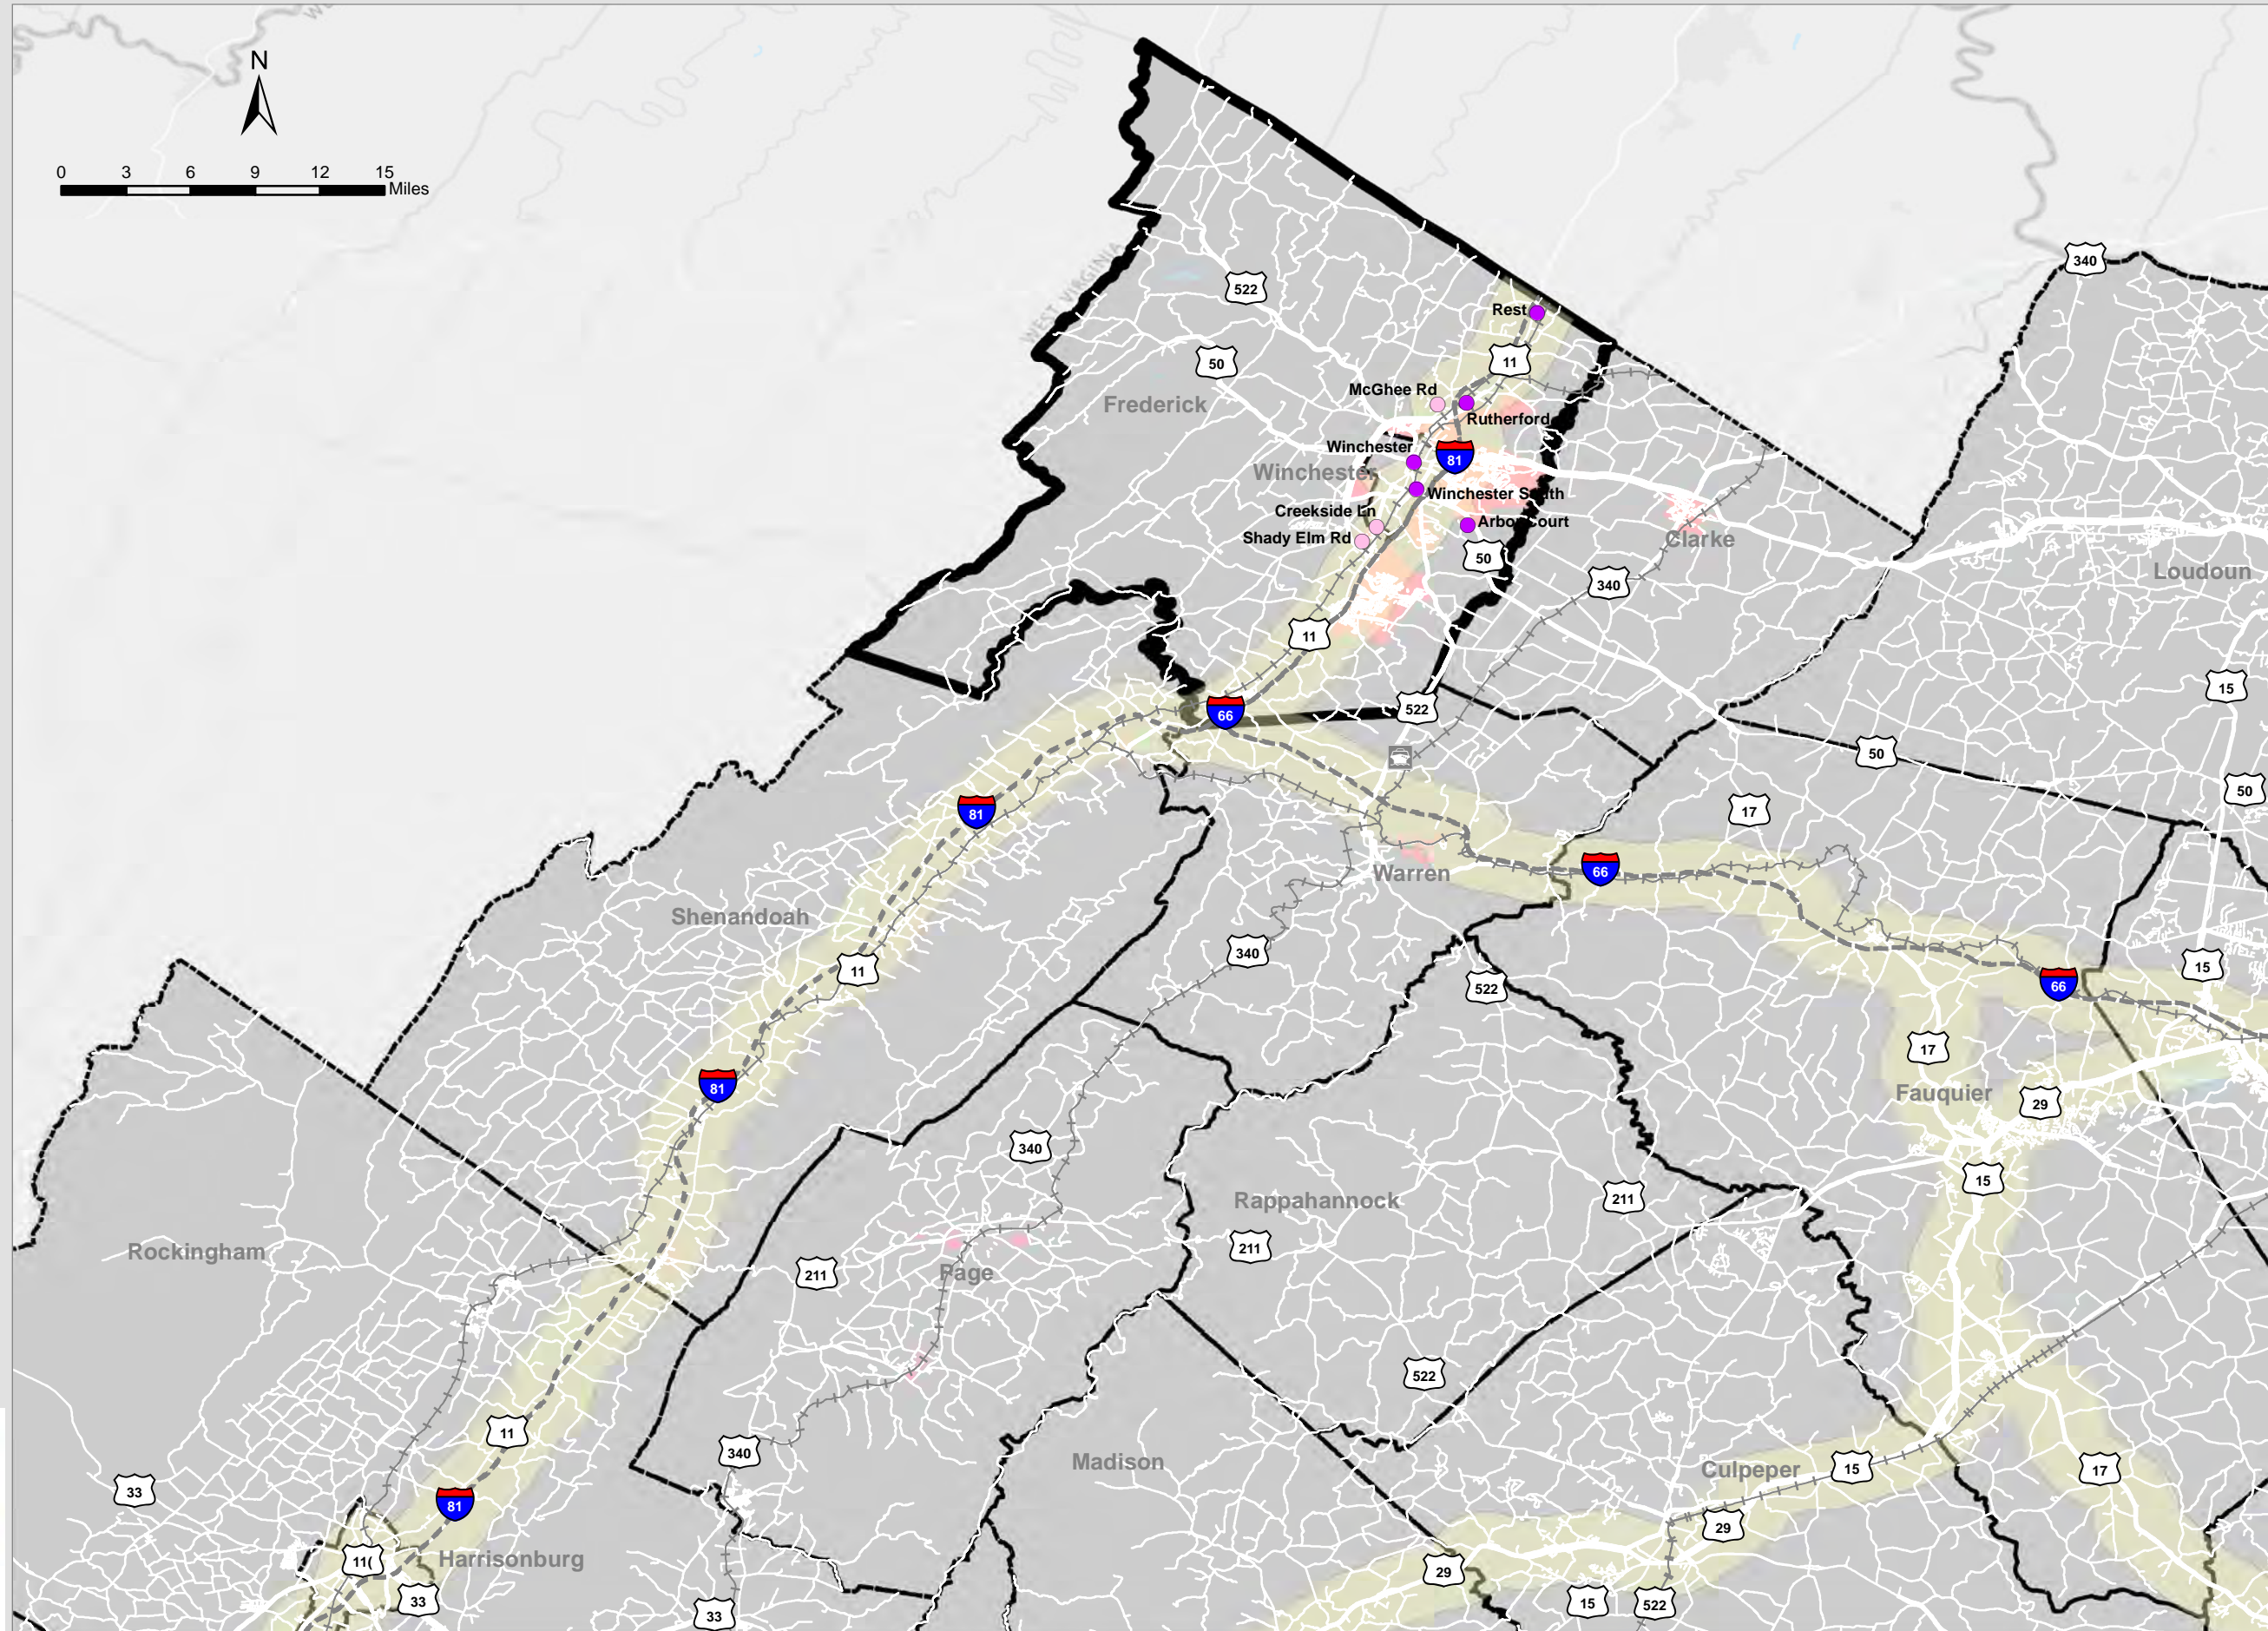 N
0 3 6 9 12 15
Miles
WEST VIRGINIA
340
522
Rest
50
11
Frederick
McGhee Rd
Rutherford
Winchester
81
Winchester
Winchester South
Creekside Ln
Arbor Court
Shady Elm Rd
Clarke
50
Loudoun
340
11
15
522
66
50
50
81
17
66
Warren
Shenandoah
340
11
15
66
522
17
81
Fauquier
29
340
15
211
Rappahannock
211
Rockingham
211
Page
522
11
340
Madison
Culpeper
15
17
33
81
29
11(
Harrisonburg
29
33
15
522
33